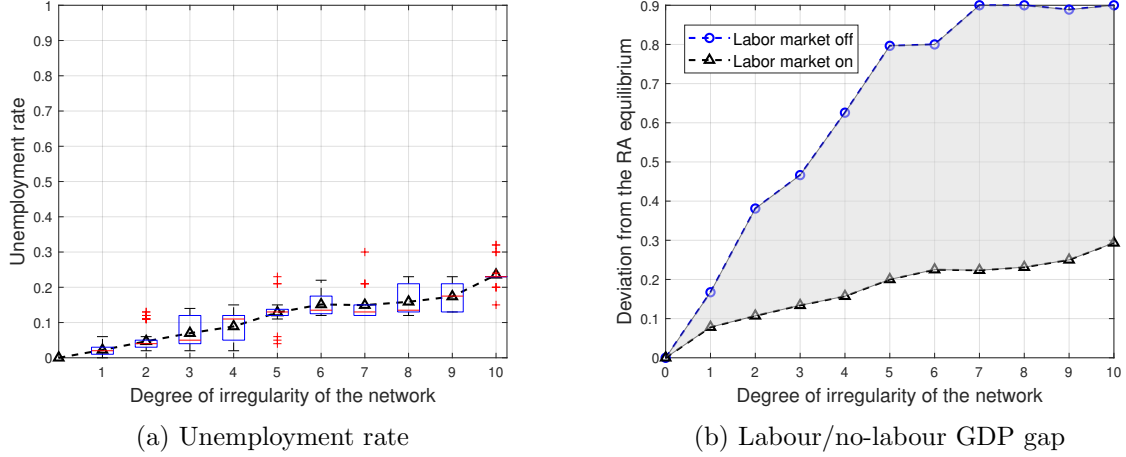 Unemployment rate
1
0.9
0.8
0.7
0.6
0.5
0.4
0.3
0.2
0.1
0
1 2 3 4 5 6 7 8 9 10
Degree of irregularity of the network
(a) Unemployment rate
Deviation from the RA equilibrium
0.9
0.8
0.7
0.6
0.5
0.4
0.3
0.2
0.1
0
Labor market off
Labor market on
0 1 2 3 4 5 6 7 8 9 10
Degree of irregularity of the network
(b) Labour/no-labour GDP gap